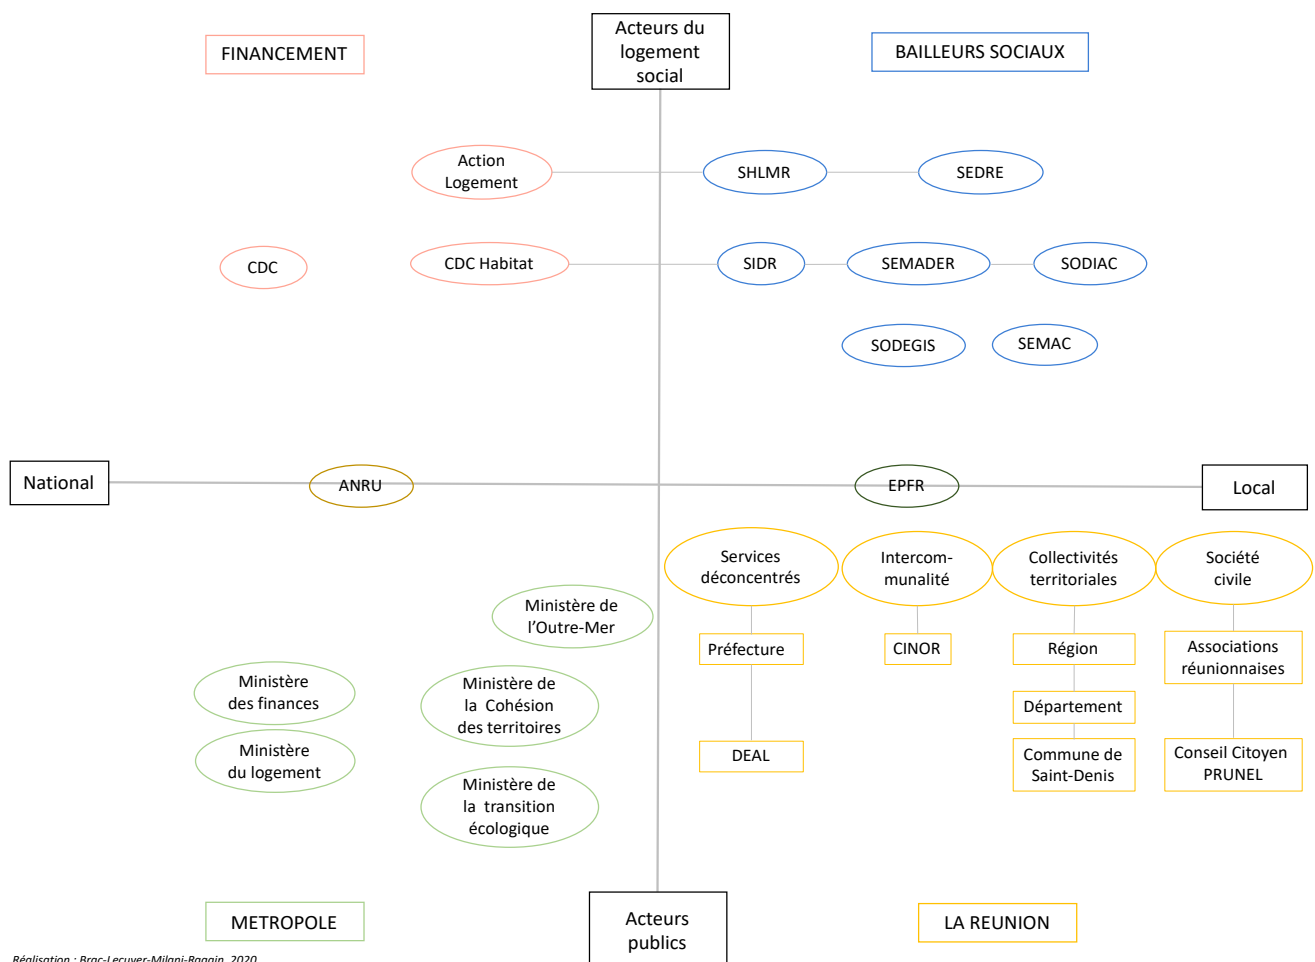 FINANCEMENT
Acteurs du
logement
social
BAILLEURS SOCIAUX
Action
Logement
SHLMR
SEDRE
CDC
CDC Habitat
SIDR
SEMADER
SODIAC
SODEGIS
SEMAC
National
ANRU
EPFR
Local
Services
déconcentrés
Intercom-
munalité
Collectivités
territoriales
Société
civile
Ministère de
l’Outre-Mer
Préfecture
CINOR
Région
Associations
réunionnaises
Ministère
des finances
Ministère de
la Cohésion
des territoires
Département
Ministère
du logement
DEAL
Commune de
Saint-Denis
Conseil Citoyen
PRUNEL
Ministère de
la transition
écologique
METROPOLE
Acteurs
publics
LA REUNION
Réalisation : Brac-Lecuyer-Milani-Ragain, 2020